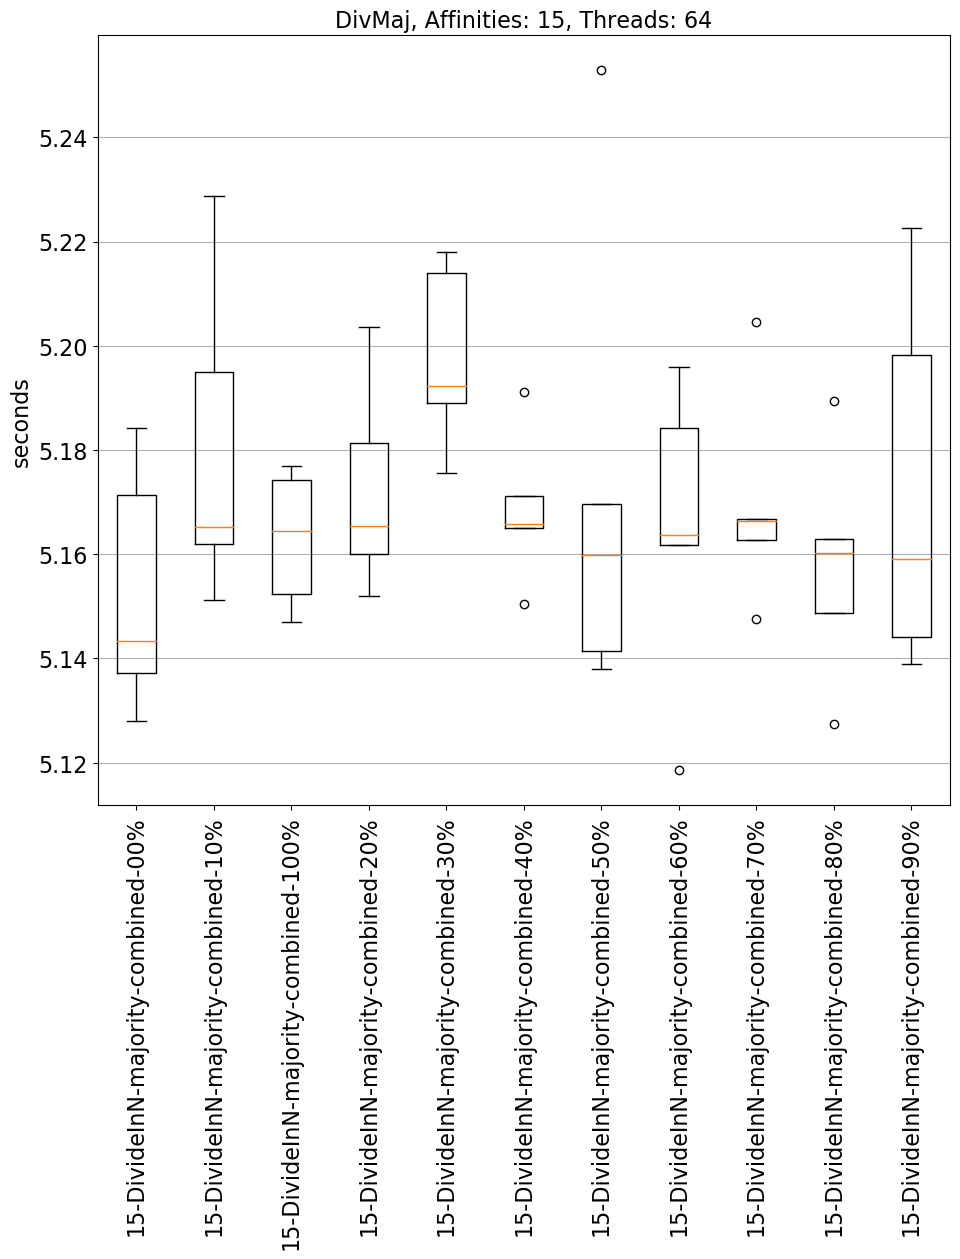 DivMaj, Affinities: 15, Threads: 64
seconds
5.24
5.22
5.20
5.18
5.16
5.14
5.12
15-DivideInN-majority-combined-00%
15-DivideInN-majority-combined-10%
15-DivideInN-majority-combined-100%
15-DivideInN-majority-combined-20%
15-DivideInN-majority-combined-30%
15-DivideInN-majority-combined-40%
15-DivideInN-majority-combined-50%
15-DivideInN-majority-combined-60%
15-DivideInN-majority-combined-70%
15-DivideInN-majority-combined-80%
15-DivideInN-majority-combined-90%